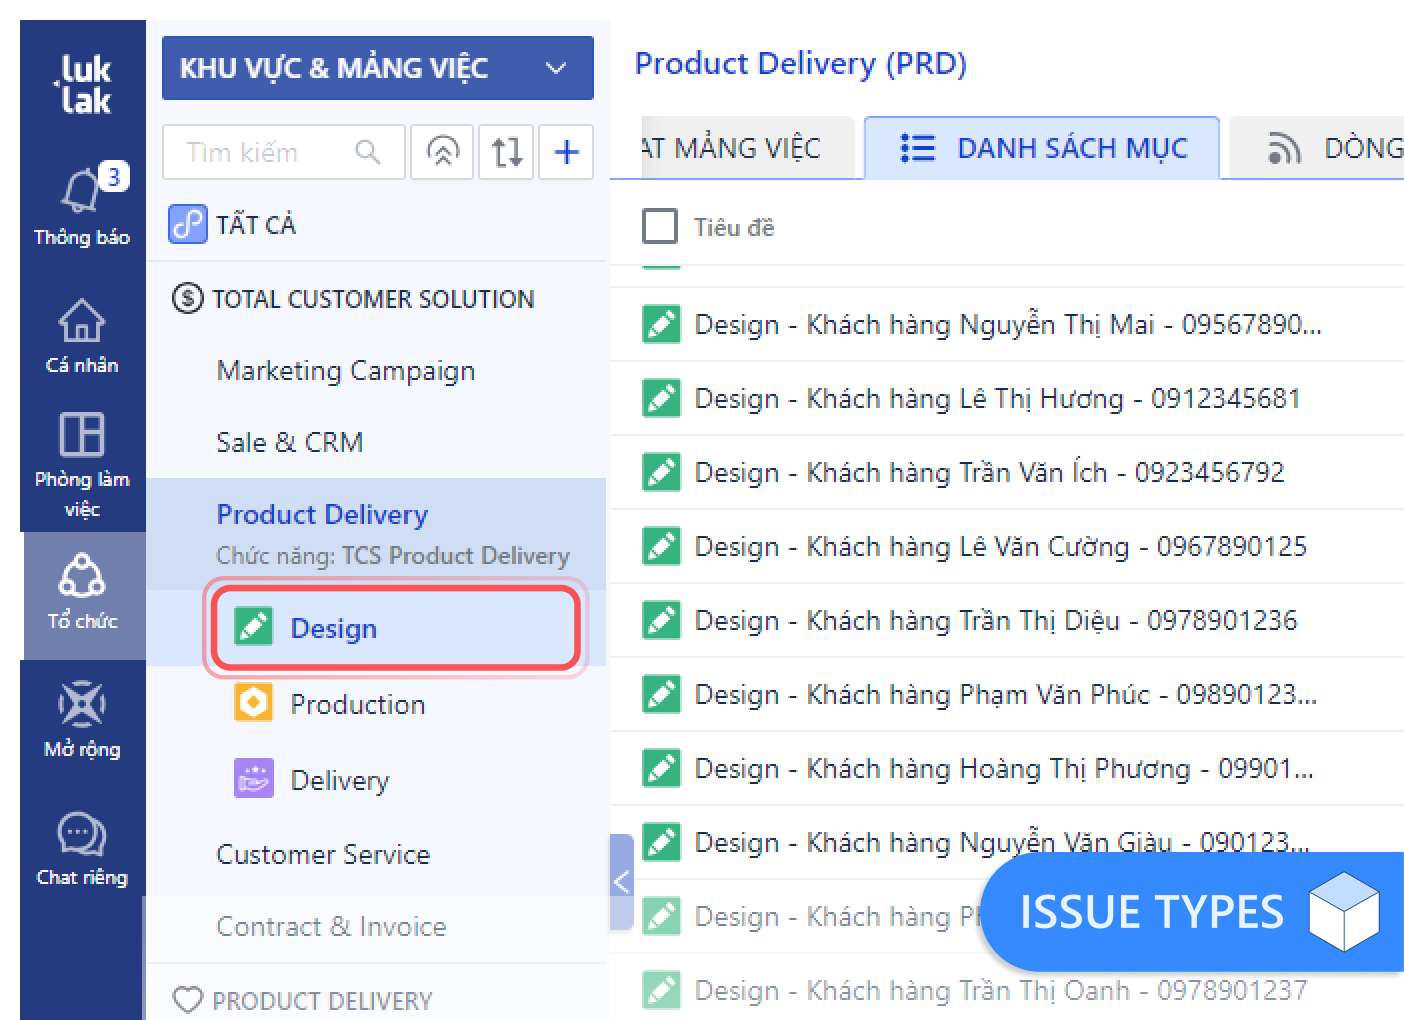 luk
lak
3
Thông báo
Cá nhân
Phòng làm
việc
Tổ chức
Mở rộng
Chat riêng
KHU VỰC & MẢNG VIỆC
Tìm kiếm
TẤT CẢ
TOTAL CUSTOMER SOLUTION
Marketing Campaign
Sale & CRM
Product Delivery
Chức năng: TCS Product Delivery
Design
Production
Delivery
Customer Service
Contract & Invoice
PRODUCT DELIVERY
Product Delivery (PRD)
ẠT MẢNG VIỆC
DANH SÁCH MỤC
DÒNG
Tiêu đề
Design - Khách hàng Nguyễn Thị Mai - 09567890...
Design - Khách hàng Lê Thị Hương - 0912345681
Design - Khách hàng Trần Văn Ích - 0923456792
Design - Khách hàng Lê Văn Cường - 0967890125
Design - Khách hàng Trần Thị Diệu - 0978901236
Design - Khách hàng Phạm Văn Phúc - 09890123...
Design - Khách hàng Hoàng Thị Phương - 09901...
Design - Khách hàng Nguyễn Văn Giàu - 090123...
Design - Khách hàng
Design - Khách hàng Trần Thị Oanh - 0978901237
ISSUE TYPES